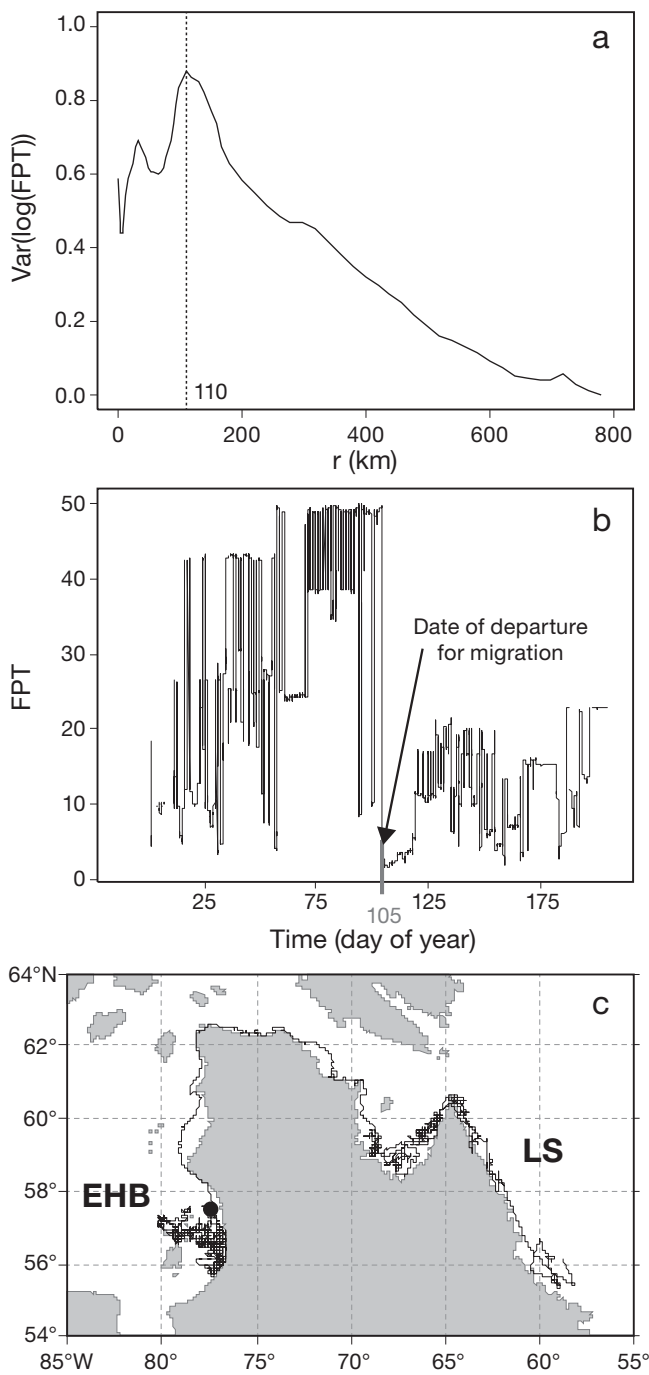 a
1.0
0.8
0.6
0.4
0.2
0.0
Var(log(FPT))
110
0 200 400 600 800
r (km)
b
50
40
30
20
10
0
FPT
Date of departure
for migration
25 75 105 125 175
Time (day of year)
c
64°N
62°
60°
58°
56°
54°
EHB
LS
85°W 80° 75° 70° 65° 60° 55°